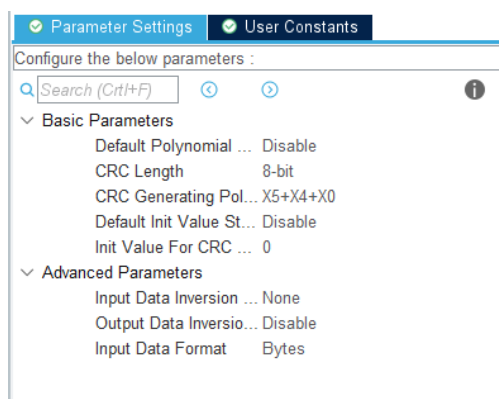 Parameter Settings User Constants
Configure the below parameters :
Search (Crtl+F)
Basic Parameters
Default Polynomial ... Disable
CRC Length 8-bit
CRC Generating Pol... X5+X4+X0
Default Init Value St... Disable
Init Value For CRC ... 0
Advanced Parameters
Input Data Inversion ... None
Output Data Inversio... Disable
Input Data Format Bytes